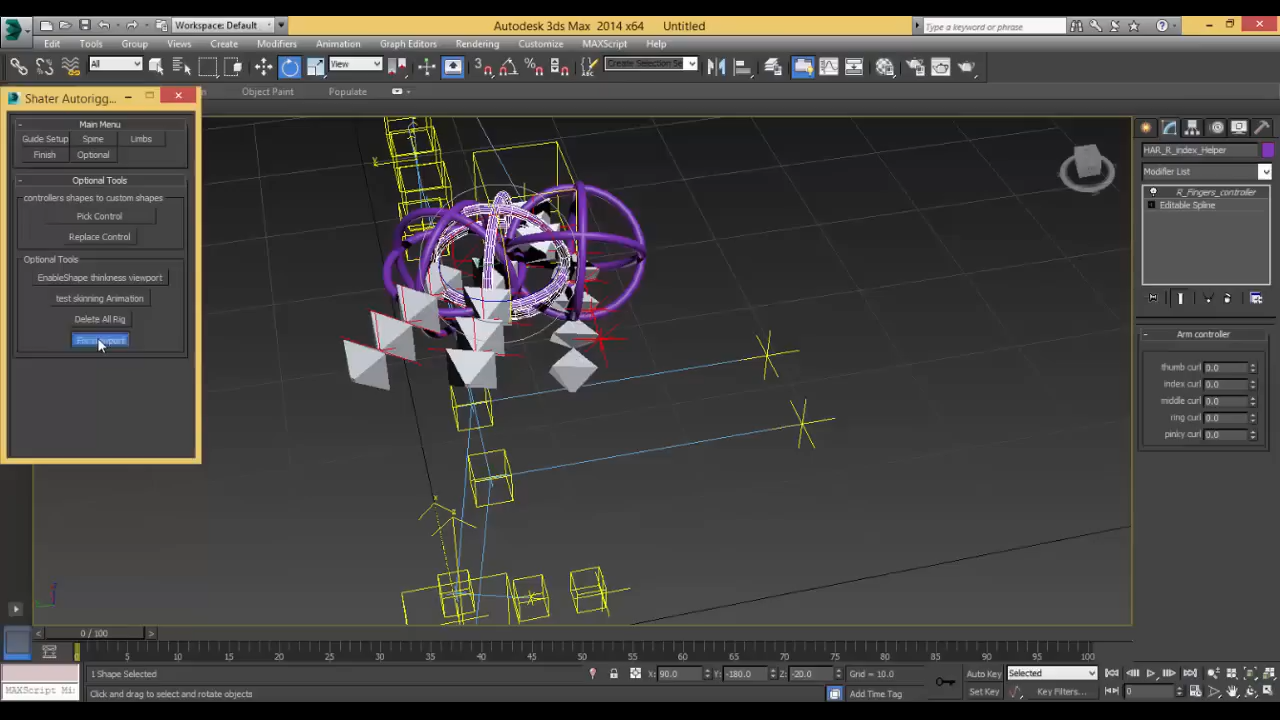 Workspace: Default
Autodesk 3ds Max 2014 x64 Untitled
Type a keyword or phrase
Edit Tools Group Views Create Modifiers Animation Graph Editors Rendering Customize MAXScript Help
All
View
Create Selection Se
Object Paint Populate
Shater Autorigg...
Main Menu
Guide Setup Spine Limbs
Finish Optional
Optional Tools
controllers shapes to custom shapes
Pick Control
Replace Control
Optional Tools
EnableShape thinkness viewport
test skinning Animation
Delete All Rig
HAR_R_index_Helper
Modifier List
R_Fingers_controller
Editable Spline
Arm controller
thumb curl 0.0
index curl 0.0
middle curl 0.0
ring curl 0.0
pinky curl 0.0
0 / 100
0 5 10 15 20 25 30 35 40 45 50 55 60 65 70 75 80 85 90 95 100
1 Shape Selected
X: 90.0 Y: -180.0 Z: -20.0 Grid = 10.0
Auto Key Selected
MAXScript Mi:
Click and drag to select and rotate objects
Add Time Tag
Set Key Key Filters... 0